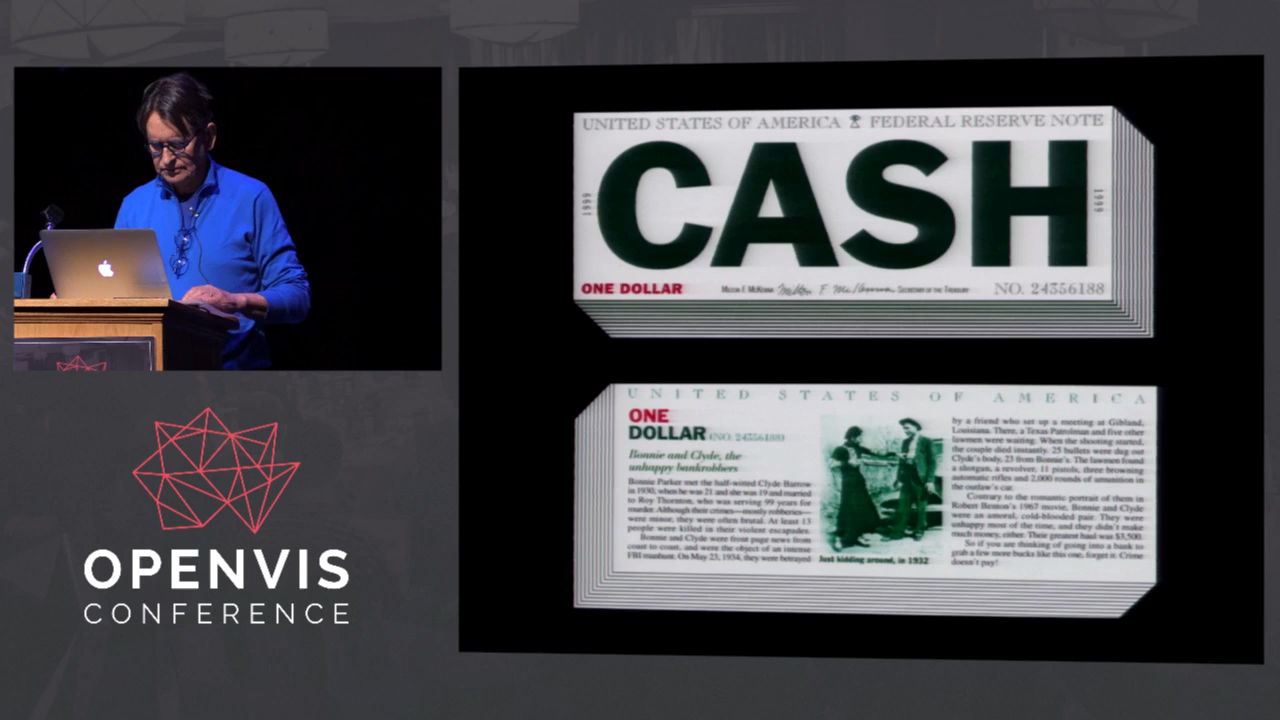 UNITED STATES OF AMERICA FEDERAL RESERVE NOTE
CASH
1999
1999
ONE DOLLAR
SECRETARY OF THE TREASURY
NO. 24356188
UNITED STATES OF AMERICA
ONE
DOLLAR
Bonnie and Clyde, the
unhappy bankrobbers
Bonnie Parker met the half-witted Clyde Barrow
in 1930, when he was 21 and she was 19 and married
to Roy Thornton, who was serving 99 years for
murder. Although their crimes—mostly robberies—
were minor, they were often brutal. At least 13
people were killed in their violent escapades.
Bonnie and Clyde were front page news from
coast to coast, and were the object of an intense
FBI manhunt. On May 23, 1934, they were betrayed
Just kidding around, in 1932
by a friend who set up a meeting at Gibland,
Louisiana. There, a Texas Patrolman and five other
lawmen were waiting. When the shooting started,
the couple died instantly. 25 bullets were dug out
Clyde's body, 23 from Bonnie's. The lawmen found
a shotgun, a revolver, 11 pistols, three browning
automatic rifles and 2,000 rounds of amunition in
the outlaw's car.
Contrary to the romantic portrait of them in
Robert Benton's 1967 movie, Bonnie and Clyde
were an amoral, cold-blooded pair. They were
unhappy most of the time, and they didn't make
much money, either. Their greatest haul was $3,500.
So if you are thinking of going into a bank to
grab a few more bucks like this one, forget it. Crime
doesn't pay!
OPENVIS
CONFERENCE